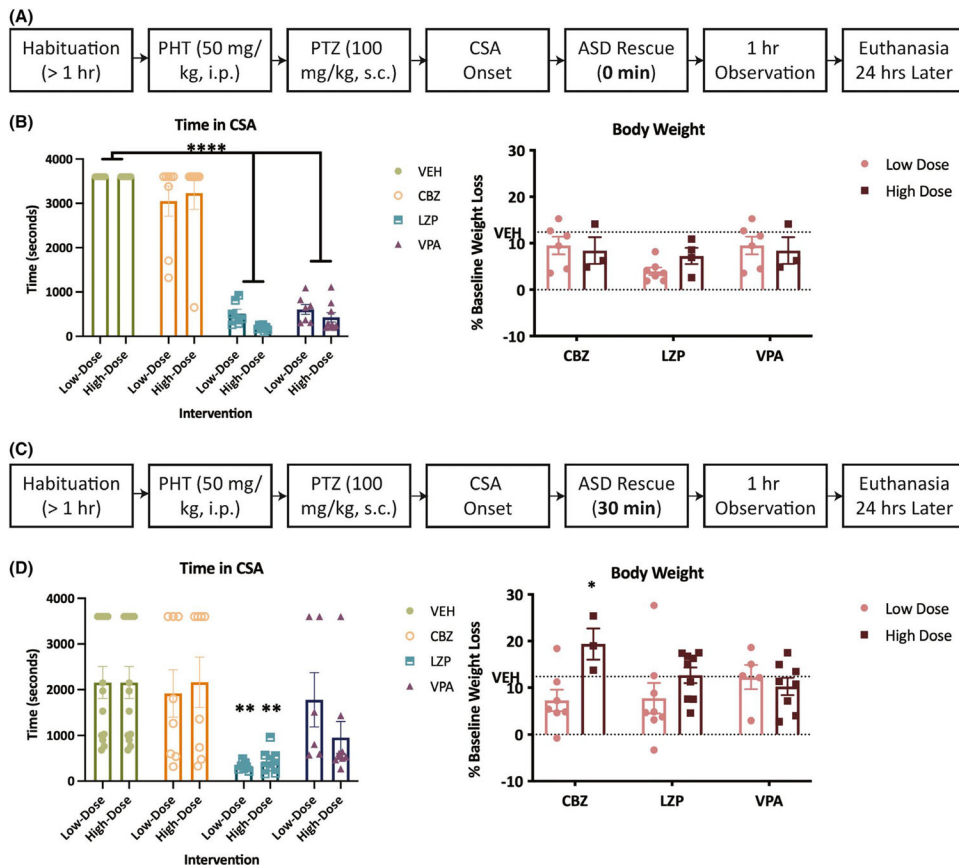 (A)
Habituation
(> 1 hr)
PHT (50 mg/
kg, i.p.)
PTZ (100
mg/kg, s.c.)
CSA
Onset
ASD Rescue
(0 min)
1 hr
Observation
Euthanasia
24 hrs Later
(B)
Time in CSA
****
4000
3000
2000
1000
0
Time (seconds)
Low-Dose
High-Dose
Low-Dose
High-Dose
Low-Dose
High-Dose
Low-Dose
High-Dose
Intervention
VEH
CBZ
LZP
VPA
Body Weight
30
20
10
0
-10
VEH
% Baseline Weight Loss
CBZ
LZP
VPA
Low Dose
High Dose
(C)
Habituation
(> 1 hr)
PHT (50 mg/
kg, i.p.)
PTZ (100
mg/kg, s.c.)
CSA
Onset
ASD Rescue
(30 min)
1 hr
Observation
Euthanasia
24 hrs Later
(D)
Time in CSA
4000
3000
2000
1000
0
Time (seconds)
** **
Low-Dose
High-Dose
Low-Dose
High-Dose
Low-Dose
High-Dose
Low-Dose
High-Dose
Intervention
VEH
CBZ
LZP
VPA
Body Weight
*
30
20
10
0
-10
VEH
% Baseline Weight Loss
CBZ
LZP
VPA
Low Dose
High Dose